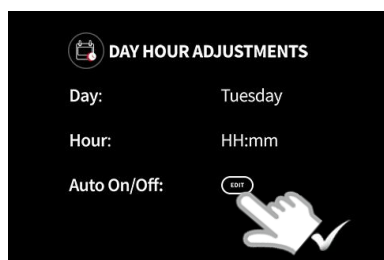 DAY HOUR ADJUSTMENTS
Day: Tuesday
Hour: HH:mm
Auto On/Off: EDIT